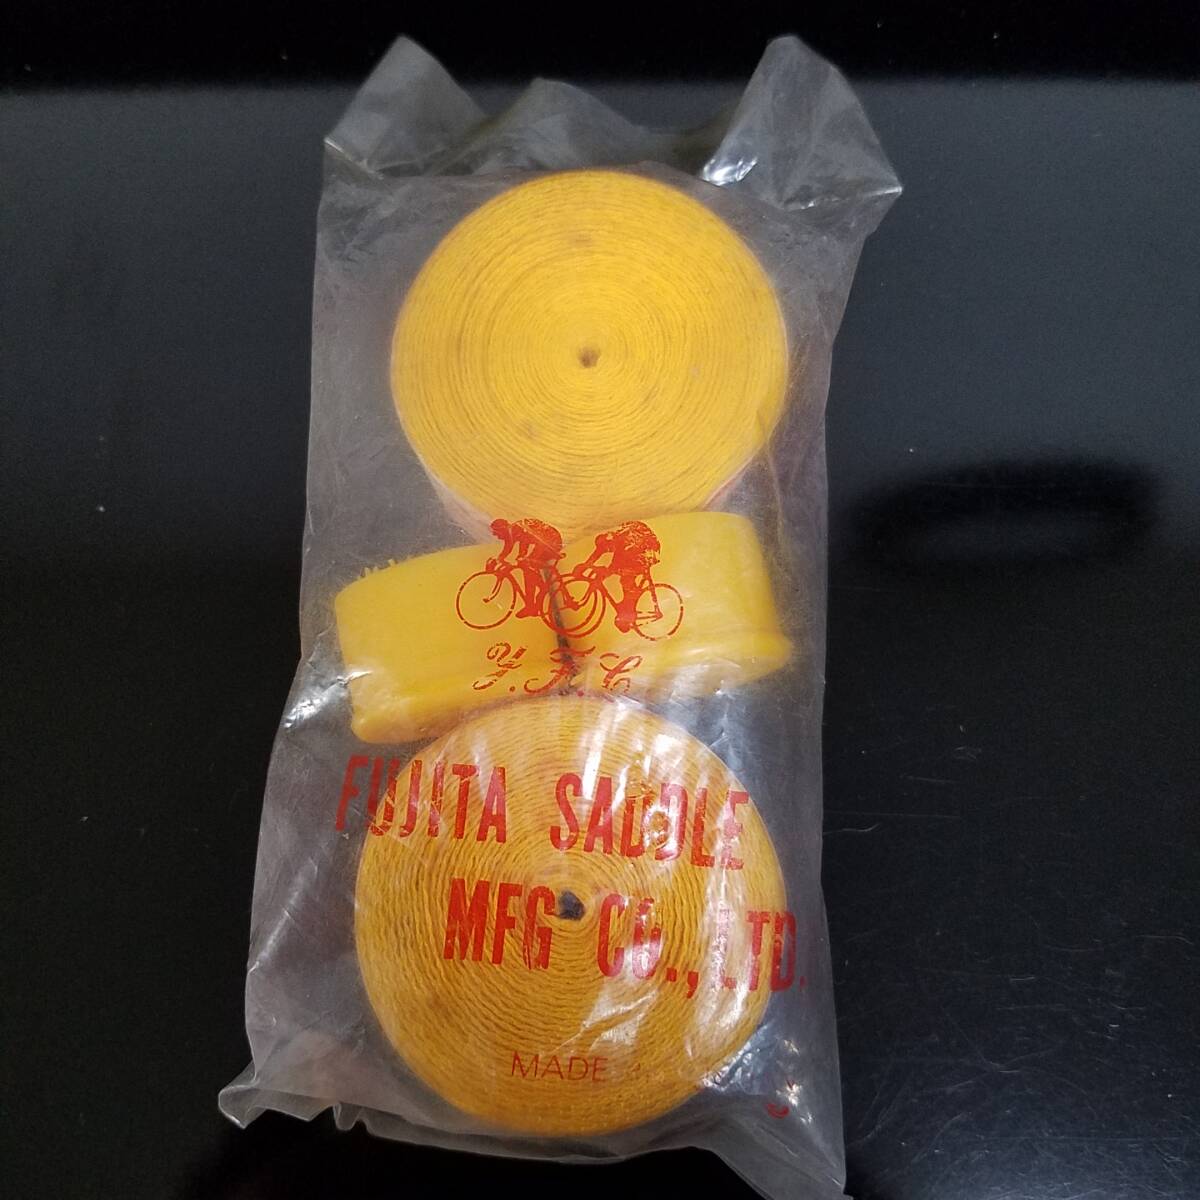 FUJITA SADDLE
MFG CO., LTD.
MADE